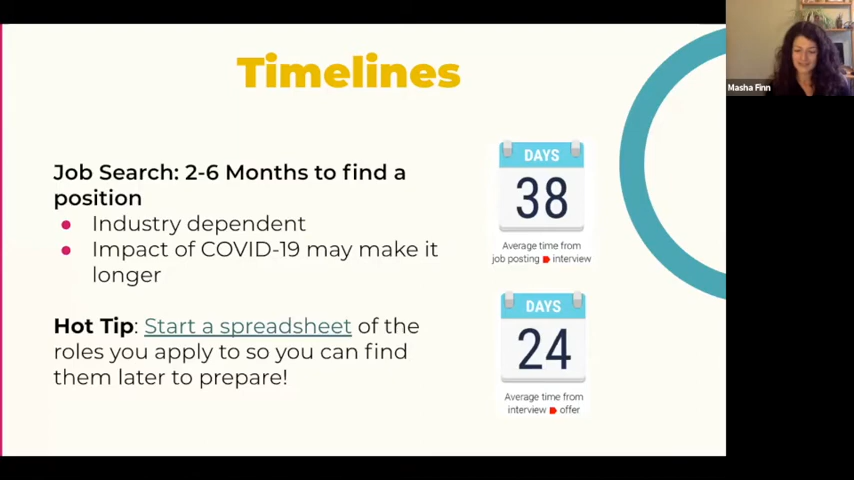 Timelines
Masha Finn
Job Search: 2-6 Months to find a
position
● Industry dependent
● Impact of COVID-19 may make it
longer
Hot Tip: Start a spreadsheet of the
roles you apply to so you can find
them later to prepare!
DAYS
38
Average time from
job posting interview
DAYS
24
Average time from
interview offer